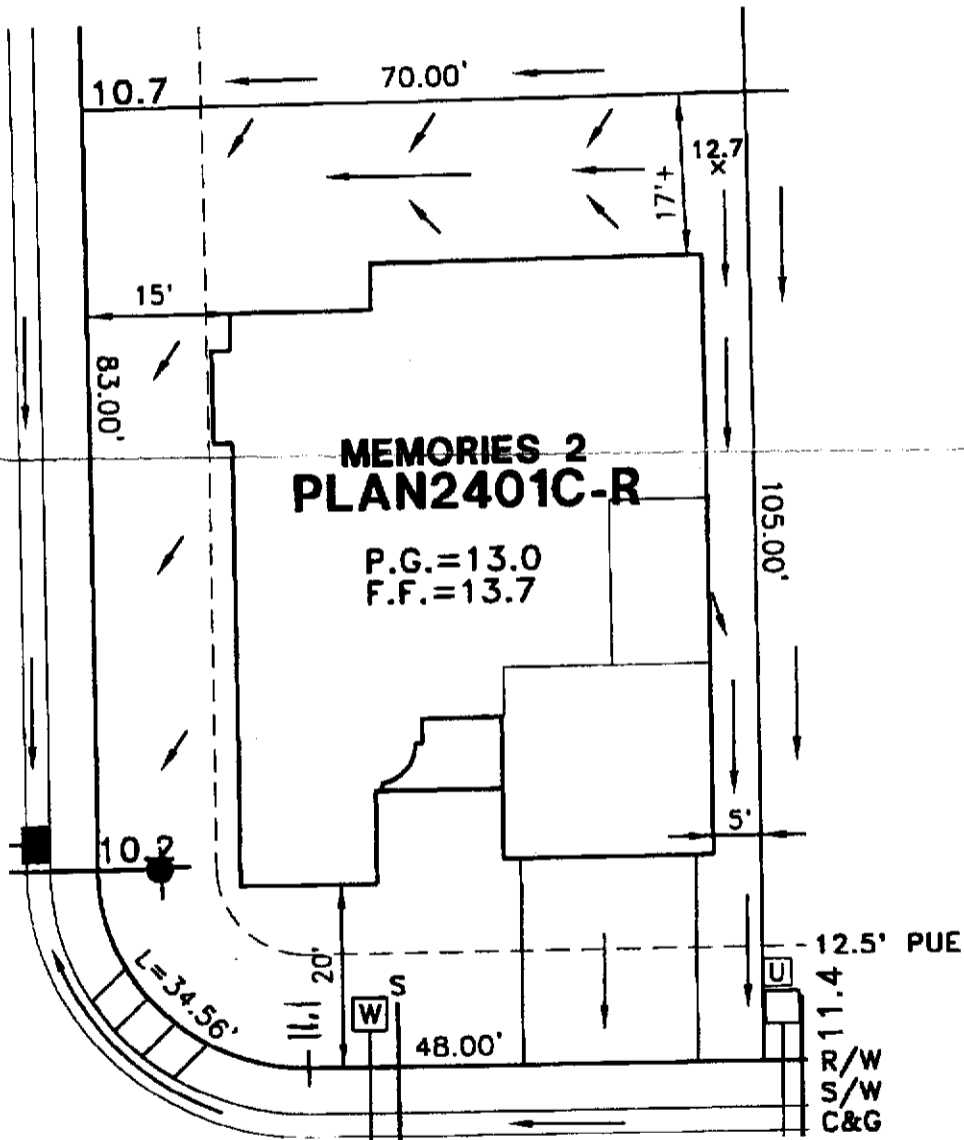 10.7
70.00'
12.7
17'+
15'
83.00'
MEMORIES 2
PLAN2401C-R
P.G.=13.0
F.F.=13.7
105.00'
5'
10.2
12.5' PUE
L=34.56'
20'
11.1
W
S
48.00'
U
11.4
R/W
S/W
C&G